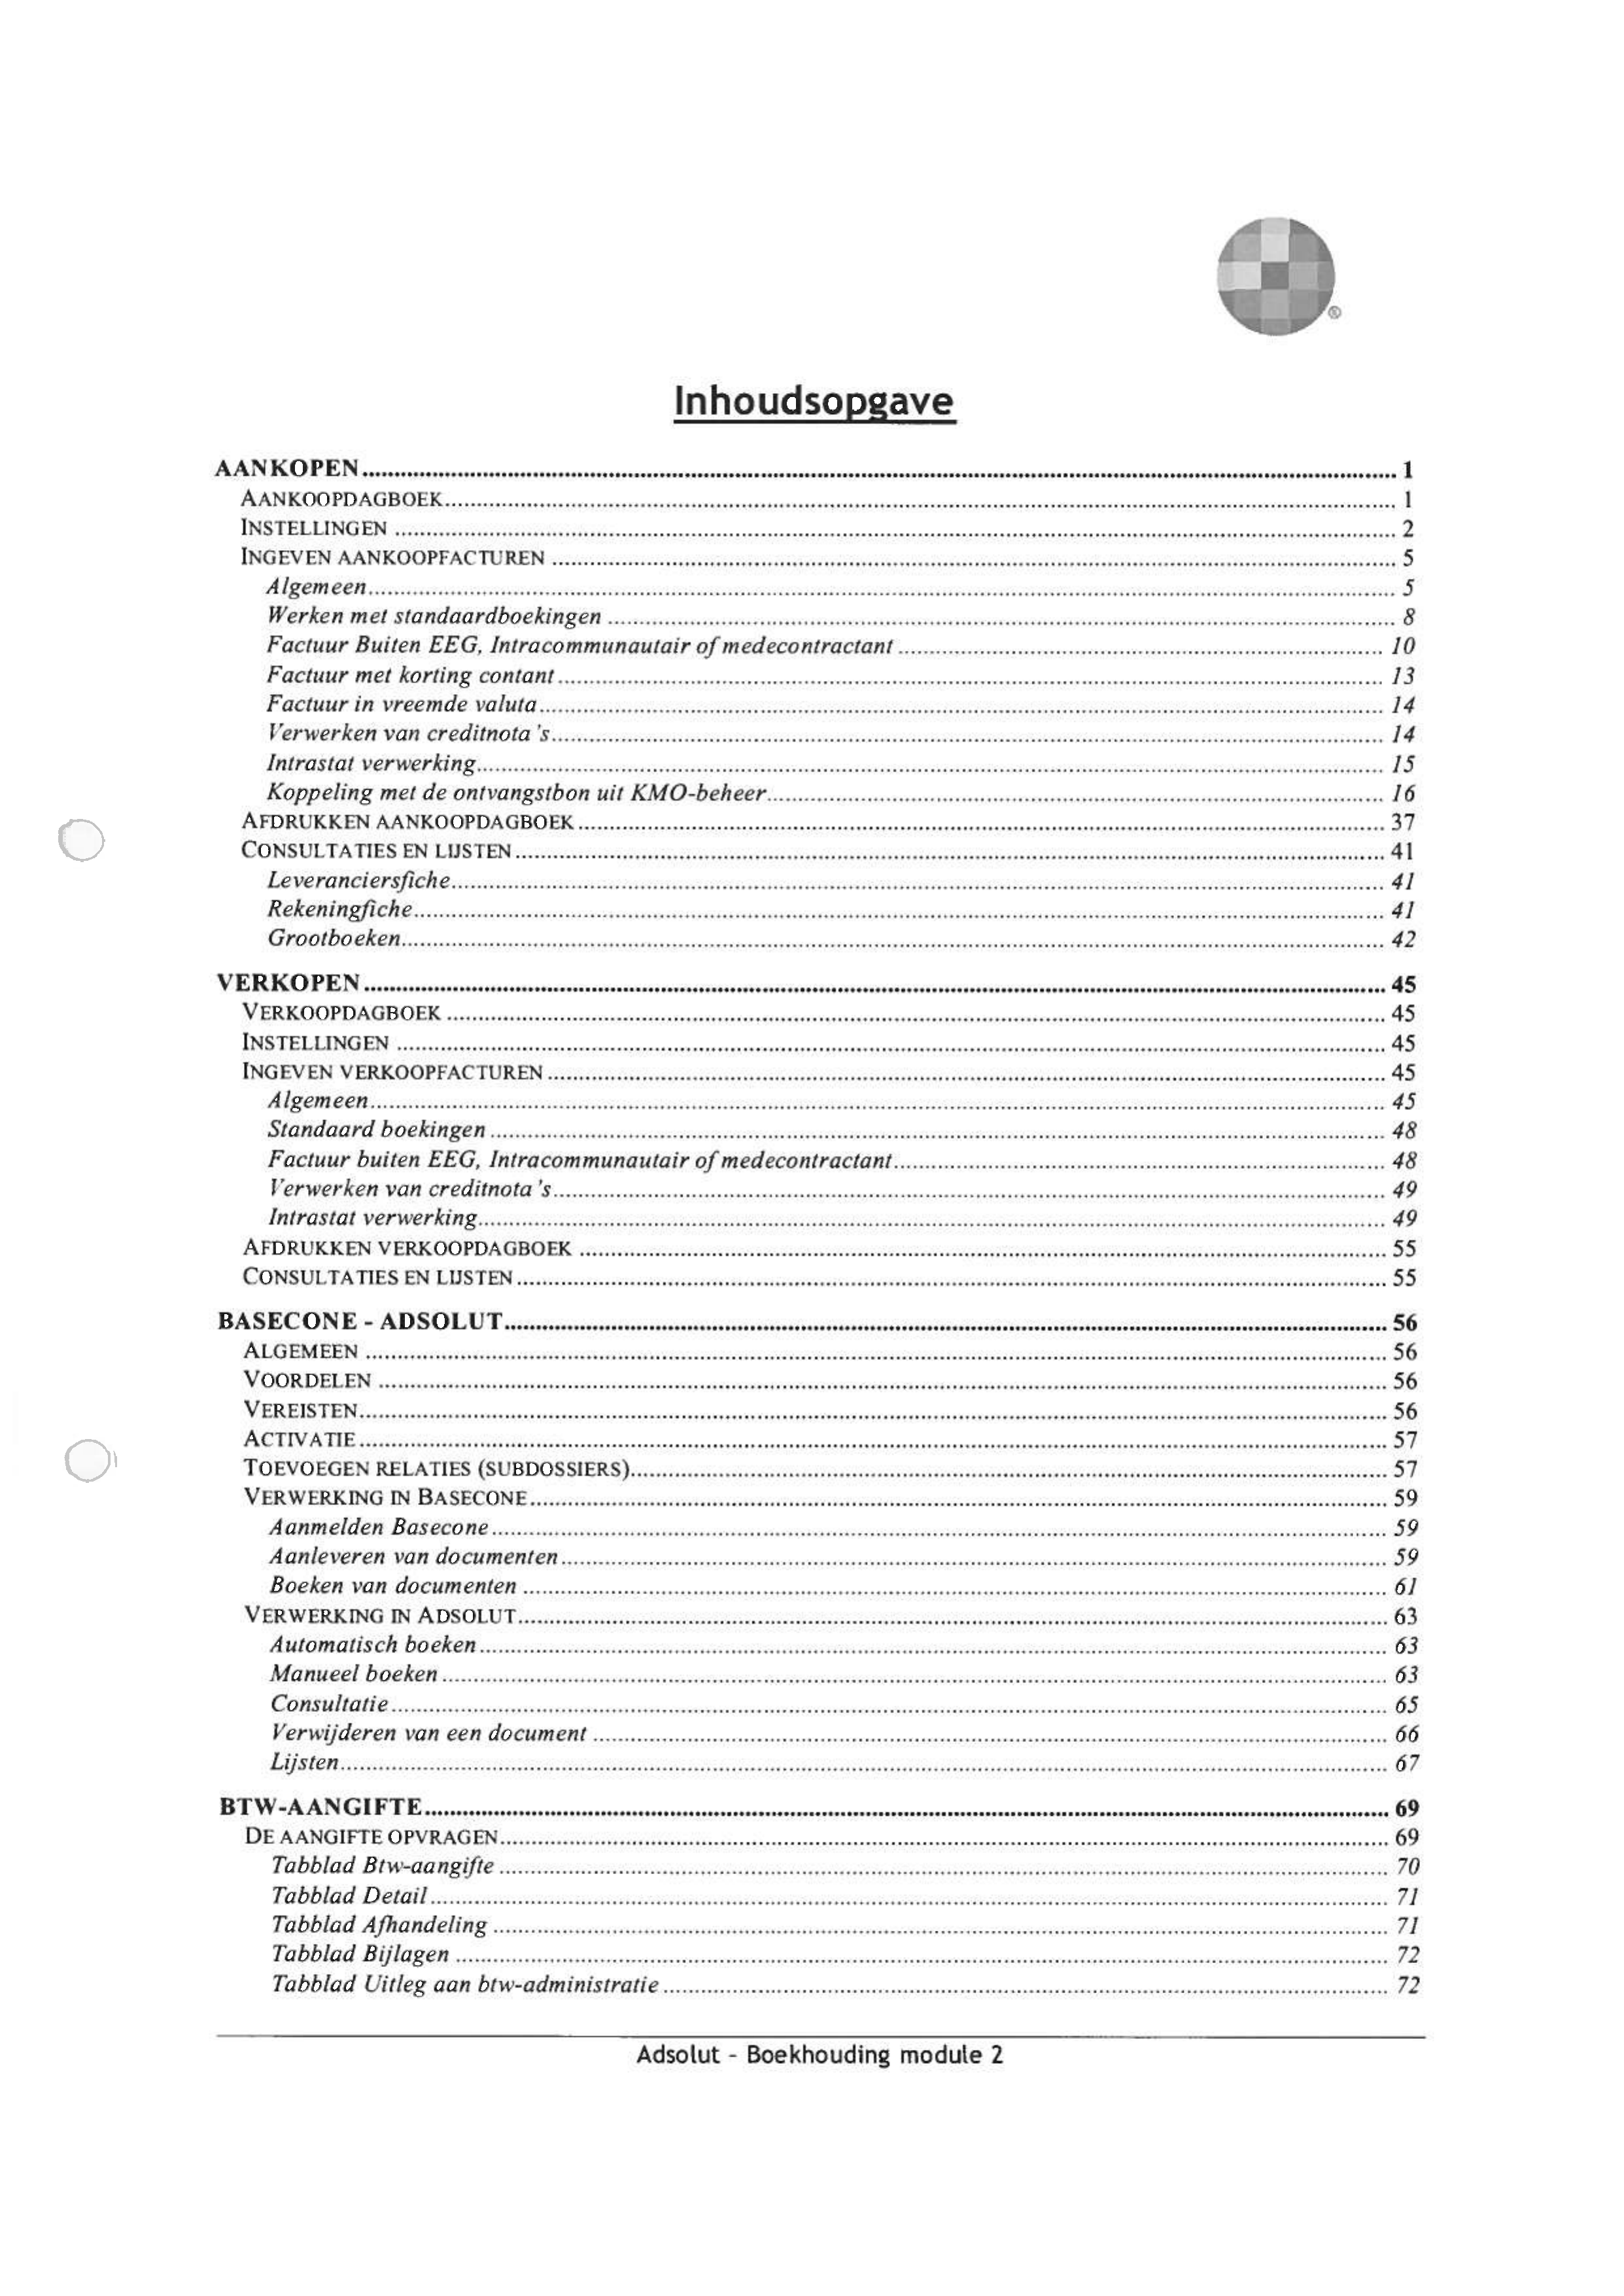 Inhoudsopgave
AANKOPEN 1
AANKOOPDAGBOEK 1
INSTELLINGEN 2
INGEVEN AANKOOPFACTUREN 5
Algemeen 5
Werken met standaardboekingen 8
Factuur Buiten EEG, Intracommunautair of medecontractant 10
Factuur met korting contant 13
Factuur in vreemde valuta 14
Verwerken van creditnota's 14
Intrastat verwerking 15
Koppeling met de ontvangstbon uit KMO-beheer 16
AFDRUKKEN AANKOOPDAGBOEK 37
CONSULTATIES EN LIJSTEN 41
Leveranciersfiche 41
Rekeningfiche 41
Grootboeken 42
VERKOPEN 45
VERKOOPDAGBOEK 45
INSTELLINGEN 45
INGEVEN VERKOOPFACTUREN 45
Algemeen 45
Standaard boekingen 48
Factuur buiten EEG, Intracommunautair of medecontractant 48
Verwerken van creditnota's 49
Intrastat verwerking 49
AFDRUKKEN VERKOOPDAGBOEK 55
CONSULTATIES EN LIJSTEN 55
BASECONE - ADSOLUT 56
ALGEMEEN 56
VOORDELEN 56
VEREISTEN 56
ACTIVATIE 57
TOEVOEGEN RELATIES (SUBDOSSIERS) 57
VERWERKING IN BASECONE 59
Aanmelden Basecone 59
Aanleveren van documenten 59
Boeken van documenten 61
VERWERKING IN ADSOLUT 63
Automatisch boeken 63
Manueel boeken 63
Consultatie 65
Verwijderen van een document 66
Lijsten 67
BTW-AANGIFTE 69
DE AANGIFTE OPVRAGEN 69
Tabblad Btw-aangifte 70
Tabblad Detail 71
Tabblad Afhandeling 71
Tabblad Bijlagen 72
Tabblad Uitleg aan btw-administratie 72
Adsolut - Boekhouding module 2